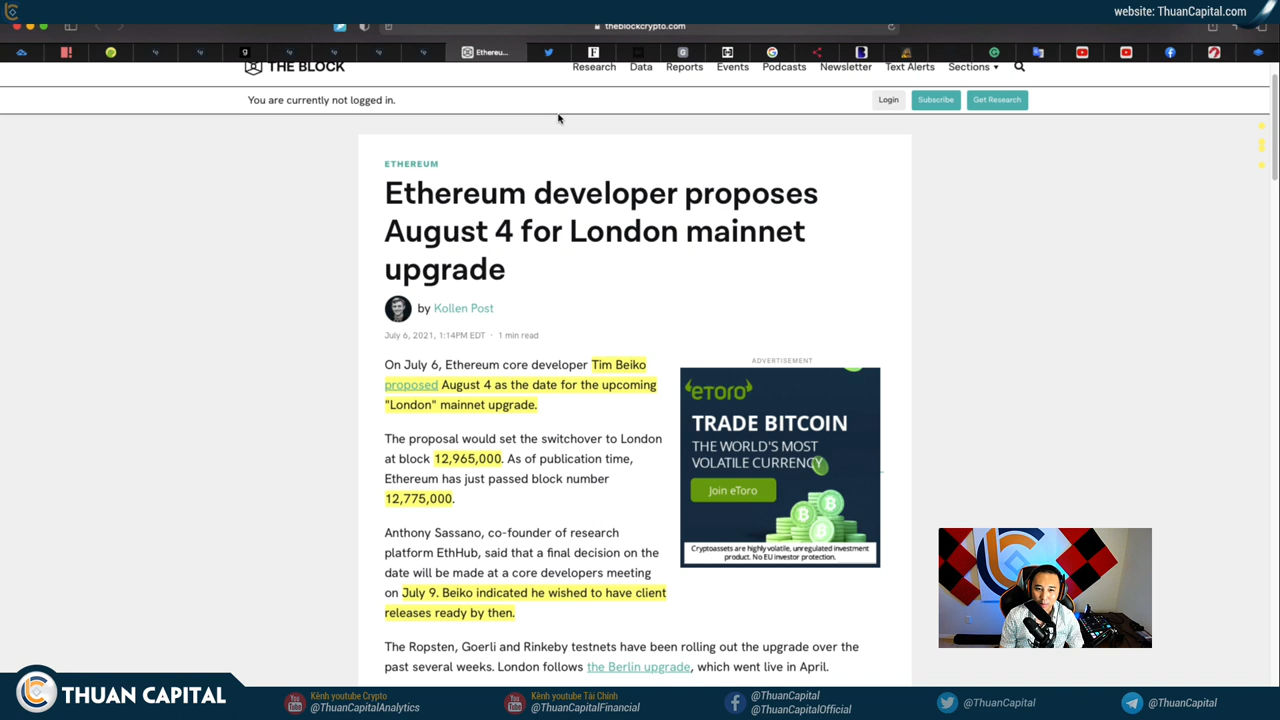 website: ThuanCapital.com
theblockcrypto.com
Ethereu...
THE BLOCK
Research Data Reports Events Podcasts Newsletter Text Alerts Sections
You are currently not logged in.
Login Subscribe Get Research
ETHEREUM
Ethereum developer proposes
August 4 for London mainnet
upgrade
by Kollen Post
July 6, 2021, 1:14PM EDT · 1 min read
On July 6, Ethereum core developer Tim Beiko
proposed August 4 as the date for the upcoming
"London" mainnet upgrade.
The proposal would set the switchover to London
at block 12,965,000. As of publication time,
Ethereum has just passed block number
12,775,000.
Anthony Sassano, co-founder of research
platform EthHub, said that a final decision on the
date will be made at a core developers meeting
on July 9. Beiko indicated he wished to have client
releases ready by then.
The Ropsten, Goerli and Rinkeby testnets have been rolling out the upgrade over the
past several weeks. London follows the Berlin upgrade, which went live in April.
ADVERTISEMENT
eToro
TRADE BITCOIN
THE WORLD'S MOST
VOLATILE CURRENCY
Join eToro
Cryptoassets are highly volatile, unregulated investment
product. No EU investor protection.
THUAN CAPITAL
Kênh youtube Crypto
@ThuanCapitalAnalytics
Kênh youtube Tài Chính
@ThuanCapitalFinancial
@ThuanCapital
@ThuanCapitalOfficial
@ThuanCapital
@ThuanCapital